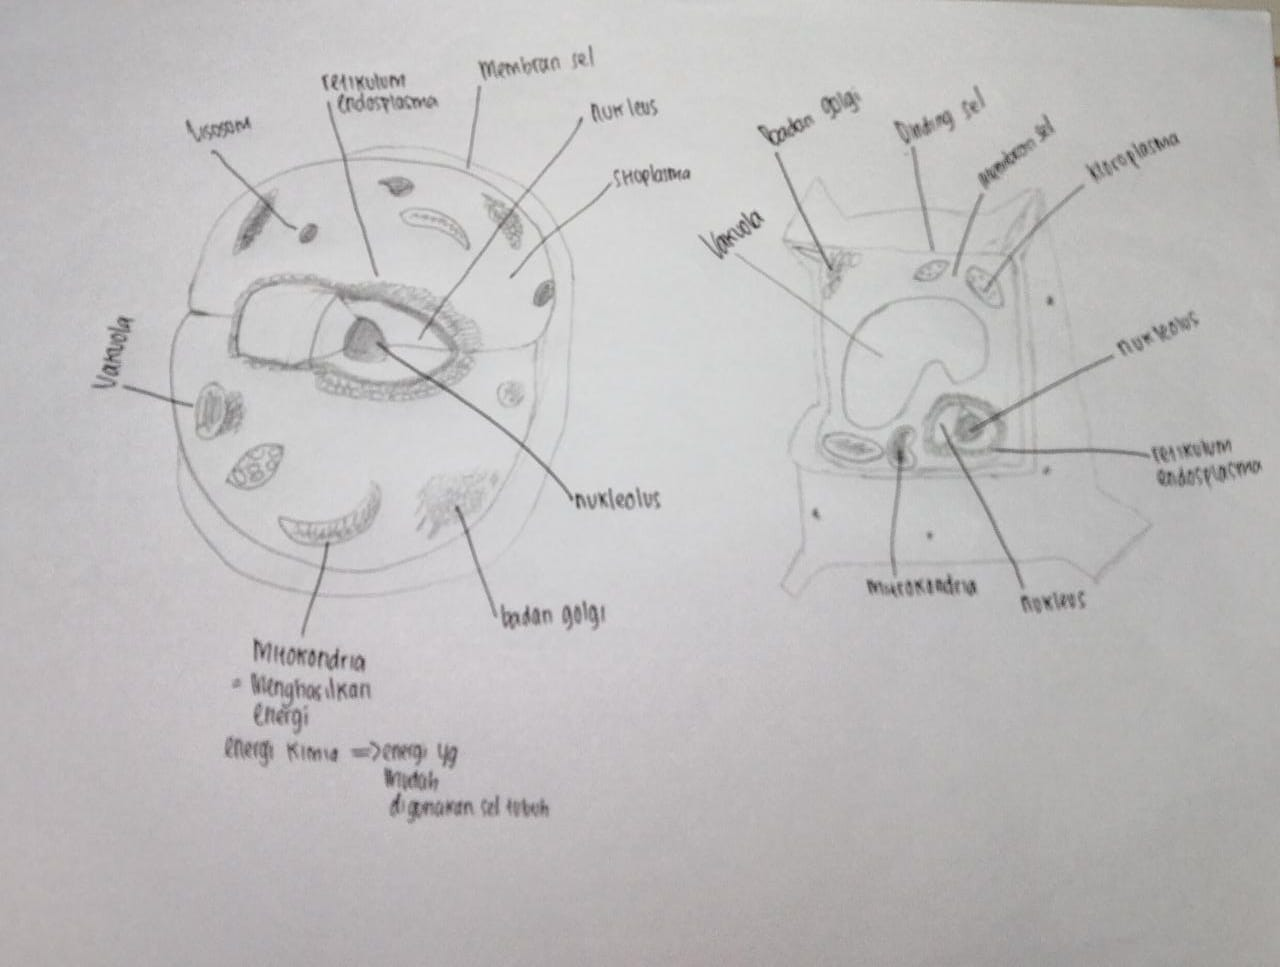 retikulum
endosplasma
Membran sel
Lisosom
nukleus
Sitoplasma
Vakuola
nukleolus
badan golgi
Mitokondria
Menghasilkan
energi
energi kimia => energi yg
mudah
digunakan sel tubuh
Badan golgi
Dinding sel
Membran sel
kloroplasma
Vakuola
nukleolus
retikulum
endosplasma
Mitokondria
nukleus